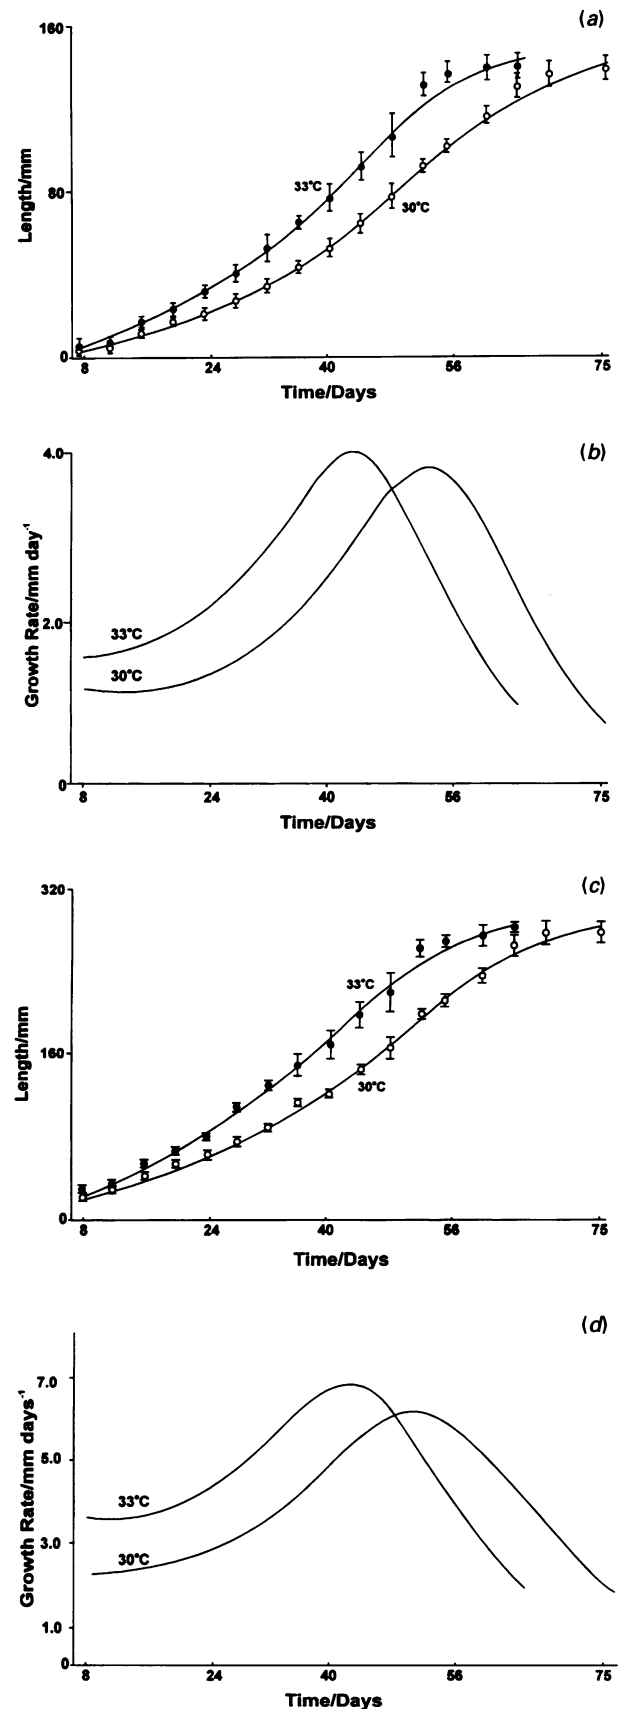 (a)
160
80
0
Length/mm
33°C
30°C
8 24 40 56 75
Time/Days
(b)
4.0
2.0
0
Growth Rate/mm day⁻¹
33°C
30°C
8 24 40 56 75
Time/Days
(c)
320
160
0
Length/mm
33°C
30°C
8 24 40 56 75
Time/Days
(d)
7.0
5.0
3.0
1.0
0
Growth Rate/mm days⁻¹
33°C
30°C
8 24 40 56 75
Time/Days